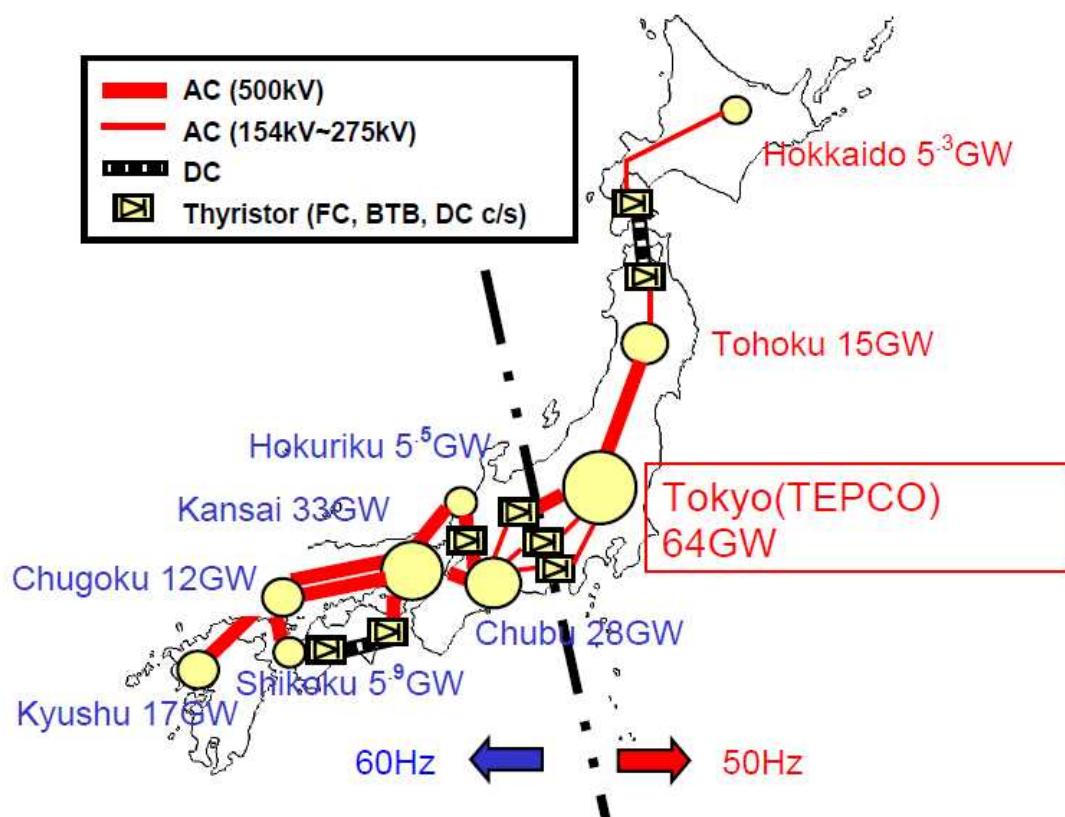 AC (500kV)
AC (154kV~275kV)
DC
Thyristor (FC, BTB, DC c/s)
Hokkaido 5.3GW
Tohoku 15GW
Hokuriku 5.5GW
Tokyo(TEPCO)
64GW
Kansai 33GW
Chugoku 12GW
Chubu 28GW
Shikoku 5.9GW
Kyushu 17GW
60Hz
50Hz